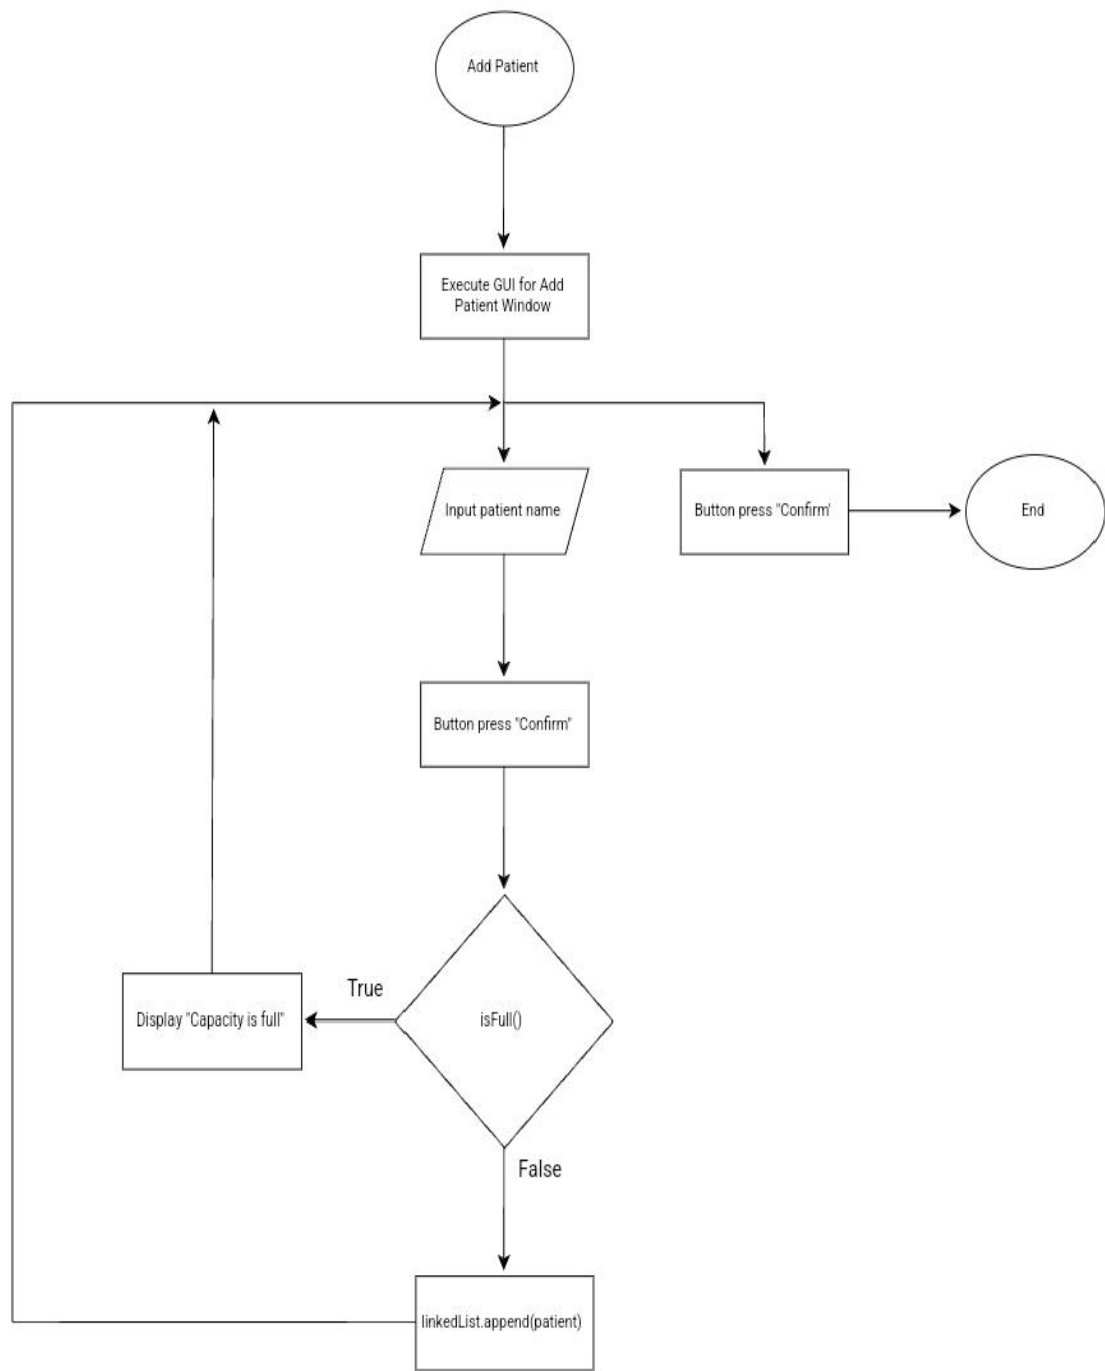 Add Patient
Execute GUI for Add
Patient Window
Input patient name
Button press "Confirm'
End
Button press "Confirm"
True
Display "Capacity is full"
isFull()
False
linkedList.append(patient)